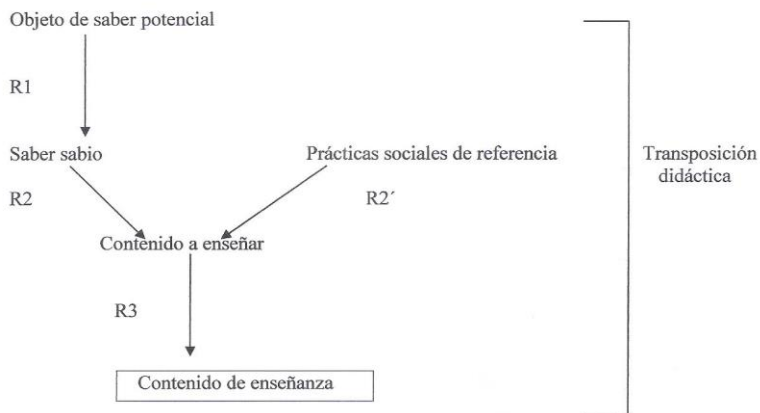 Objeto de saber potencial
R1
Saber sabio
Prácticas sociales de referencia
Transposición
didáctica
R2
R2´
Contenido a enseñar
R3
Contenido de enseñanza